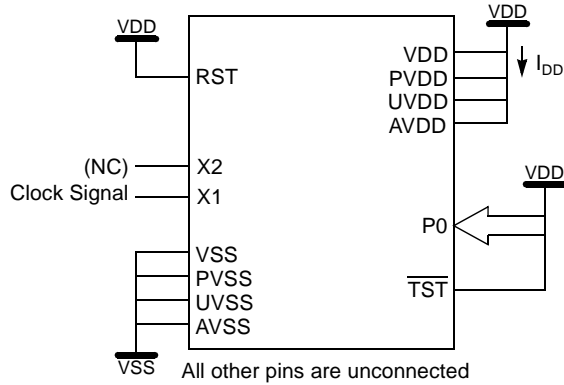 VDD
RST
(NC)
X2
Clock Signal
X1
VSS
PVSS
UVSS
AVSS
VSS
VDD
VDD
PVDD
UVDD
AVDD
IDD
VDD
P0
TST
All other pins are unconnected